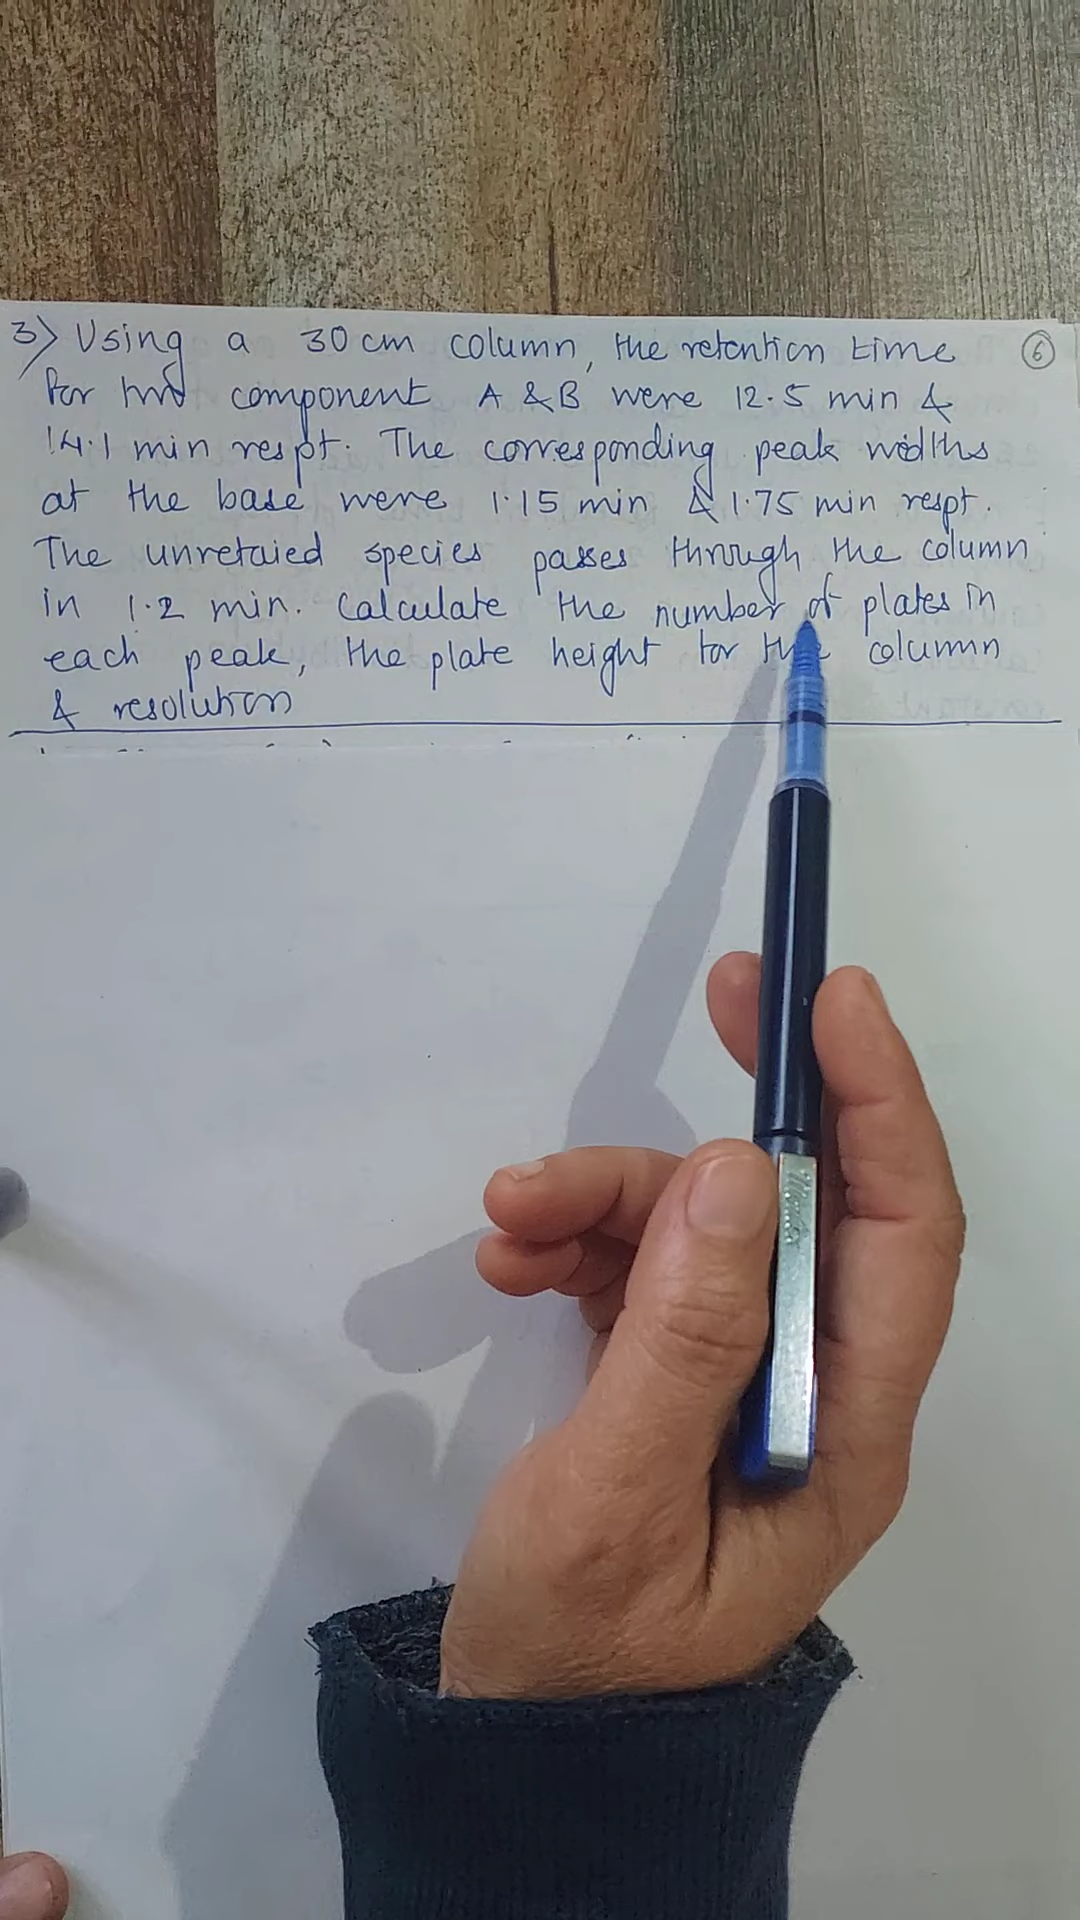 3) Using a 30 cm column, the retention time 6
for two component A & B were 12.5 min &
14.1 min respt. The corresponding peak widths
at the base were 1.15 min & 1.75 min respt.
The unretaied species passes through the column
in 1.2 min. Calculate the number of plates in
each peak, the plate height for the column
& resolution